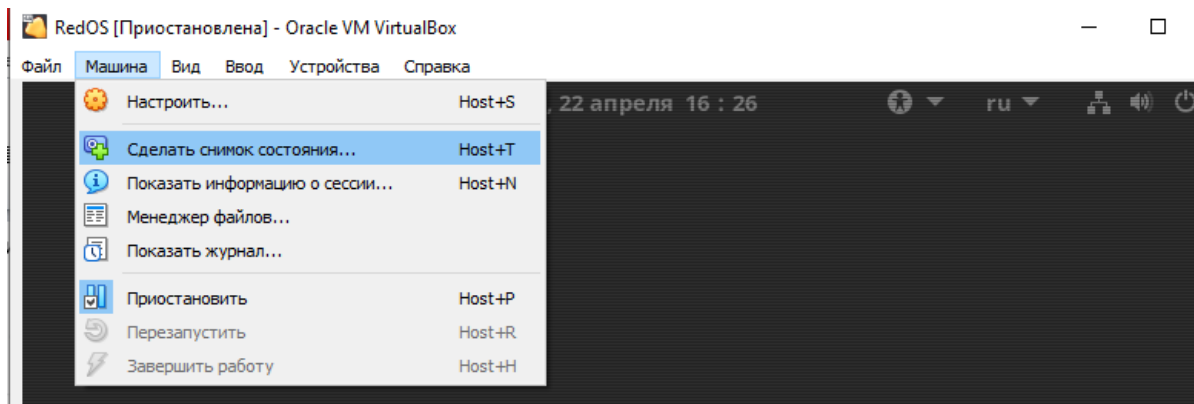 RedOS [Приостановлена] - Oracle VM VirtualBox
Файл Машина Вид Ввод Устройства Справка
Настроить... Host+S , 22 апреля 16 : 26 ru
Сделать снимок состояния... Host+T
Показать информацию о сессии... Host+N
Менеджер файлов...
Показать журнал...
Приостановить Host+P
Перезапустить Host+R
Завершить работу Host+H